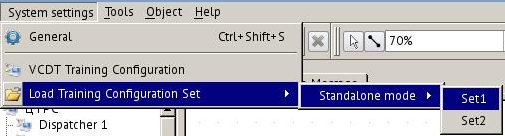 System settings Tools Object Help
General Ctrl+Shift+S
70%
VCDT Training Configuration
Load Training Configuration Set Standalone mode Set1
Set2
Dispatcher 1